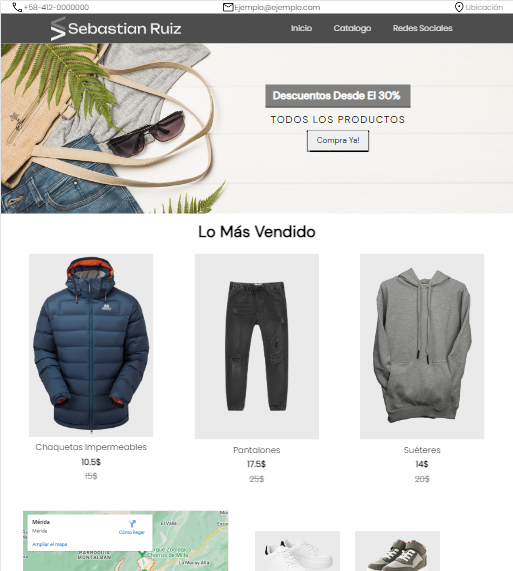 +58-412-0000000
Ejemplo@ejemplo.com
Ubicación
Sebastian Ruiz
Inicio
Catalogo
Redes Sociales
Descuentos Desde El 30%
TODOS LOS PRODUCTOS
Compra Ya!
Lo Más Vendido
Chaquetas Impermeables
10.5$
15$
Pantalones
17.5$
25$
Suéteres
14$
20$
Mérida
Mérida
Cómo llegar
Ampliar el mapa
El Valle
PARROQUIA
MONTALBAN
Parque Zoológico
Chorros de Milla
La Mucuy Alta